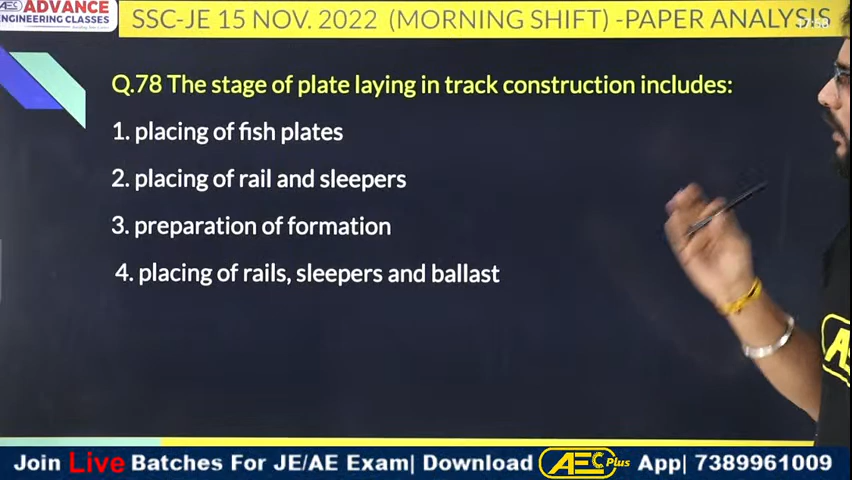 ADVANCE
ENGINEERING CLASSES
SSC-JE 15 NOV. 2022 (MORNING SHIFT) -PAPER ANALYSIS
Q.78 The stage of plate laying in track construction includes:
1. placing of fish plates
2. placing of rail and sleepers
3. preparation of formation
4. placing of rails, sleepers and ballast
Join Live Batches For JE/AE Exam| Download AEC Plus App| 7389961009